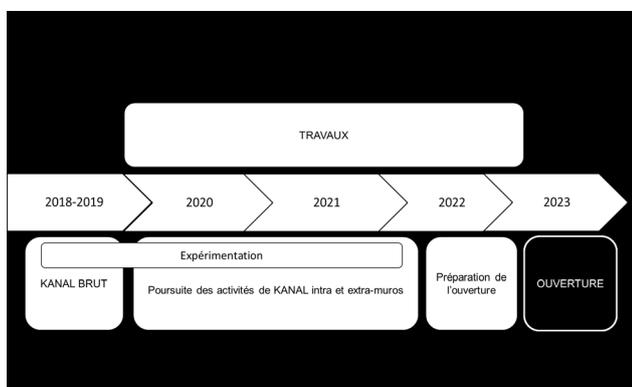 TRAVAUX
2018-2019
2020
2021
2022
2023
Expérimentation
KANAL BRUT
Poursuite des activités de KANAL intra et extra-muros
Préparation de
l'ouverture
OUVERTURE